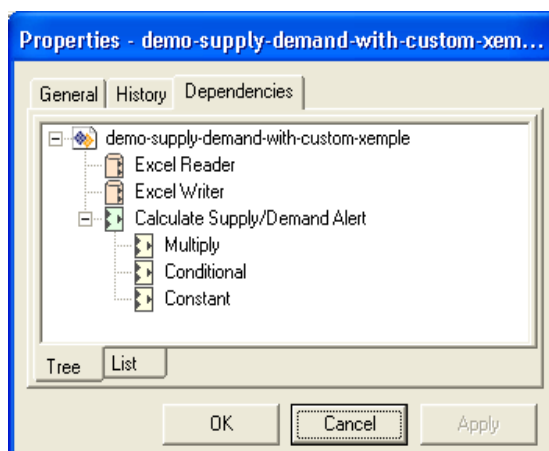 Properties - demo-supply-demand-with-custom-xem...
General History Dependencies
demo-supply-demand-with-custom-xemple
Excel Reader
Excel Writer
Calculate Supply/Demand Alert
Multiply
Conditional
Constant
Tree List
OK Cancel Apply